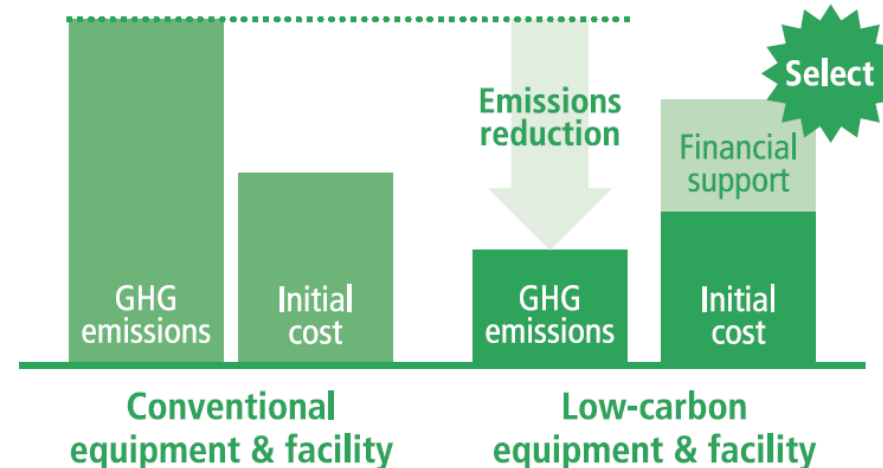 Select
Emissions
reduction
Financial
support
GHG
emissions
Initial
cost
GHG
emissions
Initial
cost
Conventional
equipment & facility
Low-carbon
equipment & facility